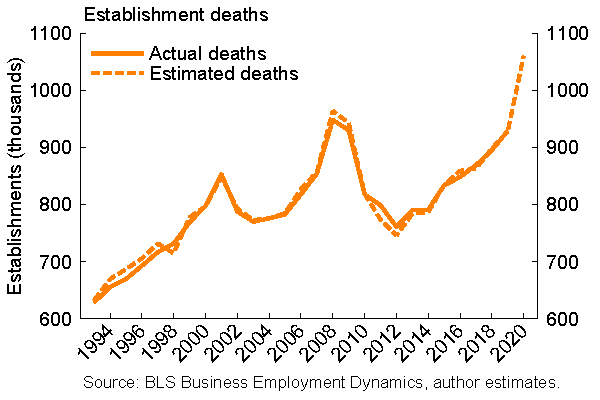 Establishment deaths
1100 1100
Actual deaths
Estimated deaths
1000 1000
900 900
800 800
700 700
600 600
Establishments (thousands)
1994 1996 1998 2000 2002 2004 2006 2008 2010 2012 2014 2016 2018 2020
Source: BLS Business Employment Dynamics, author estimates.